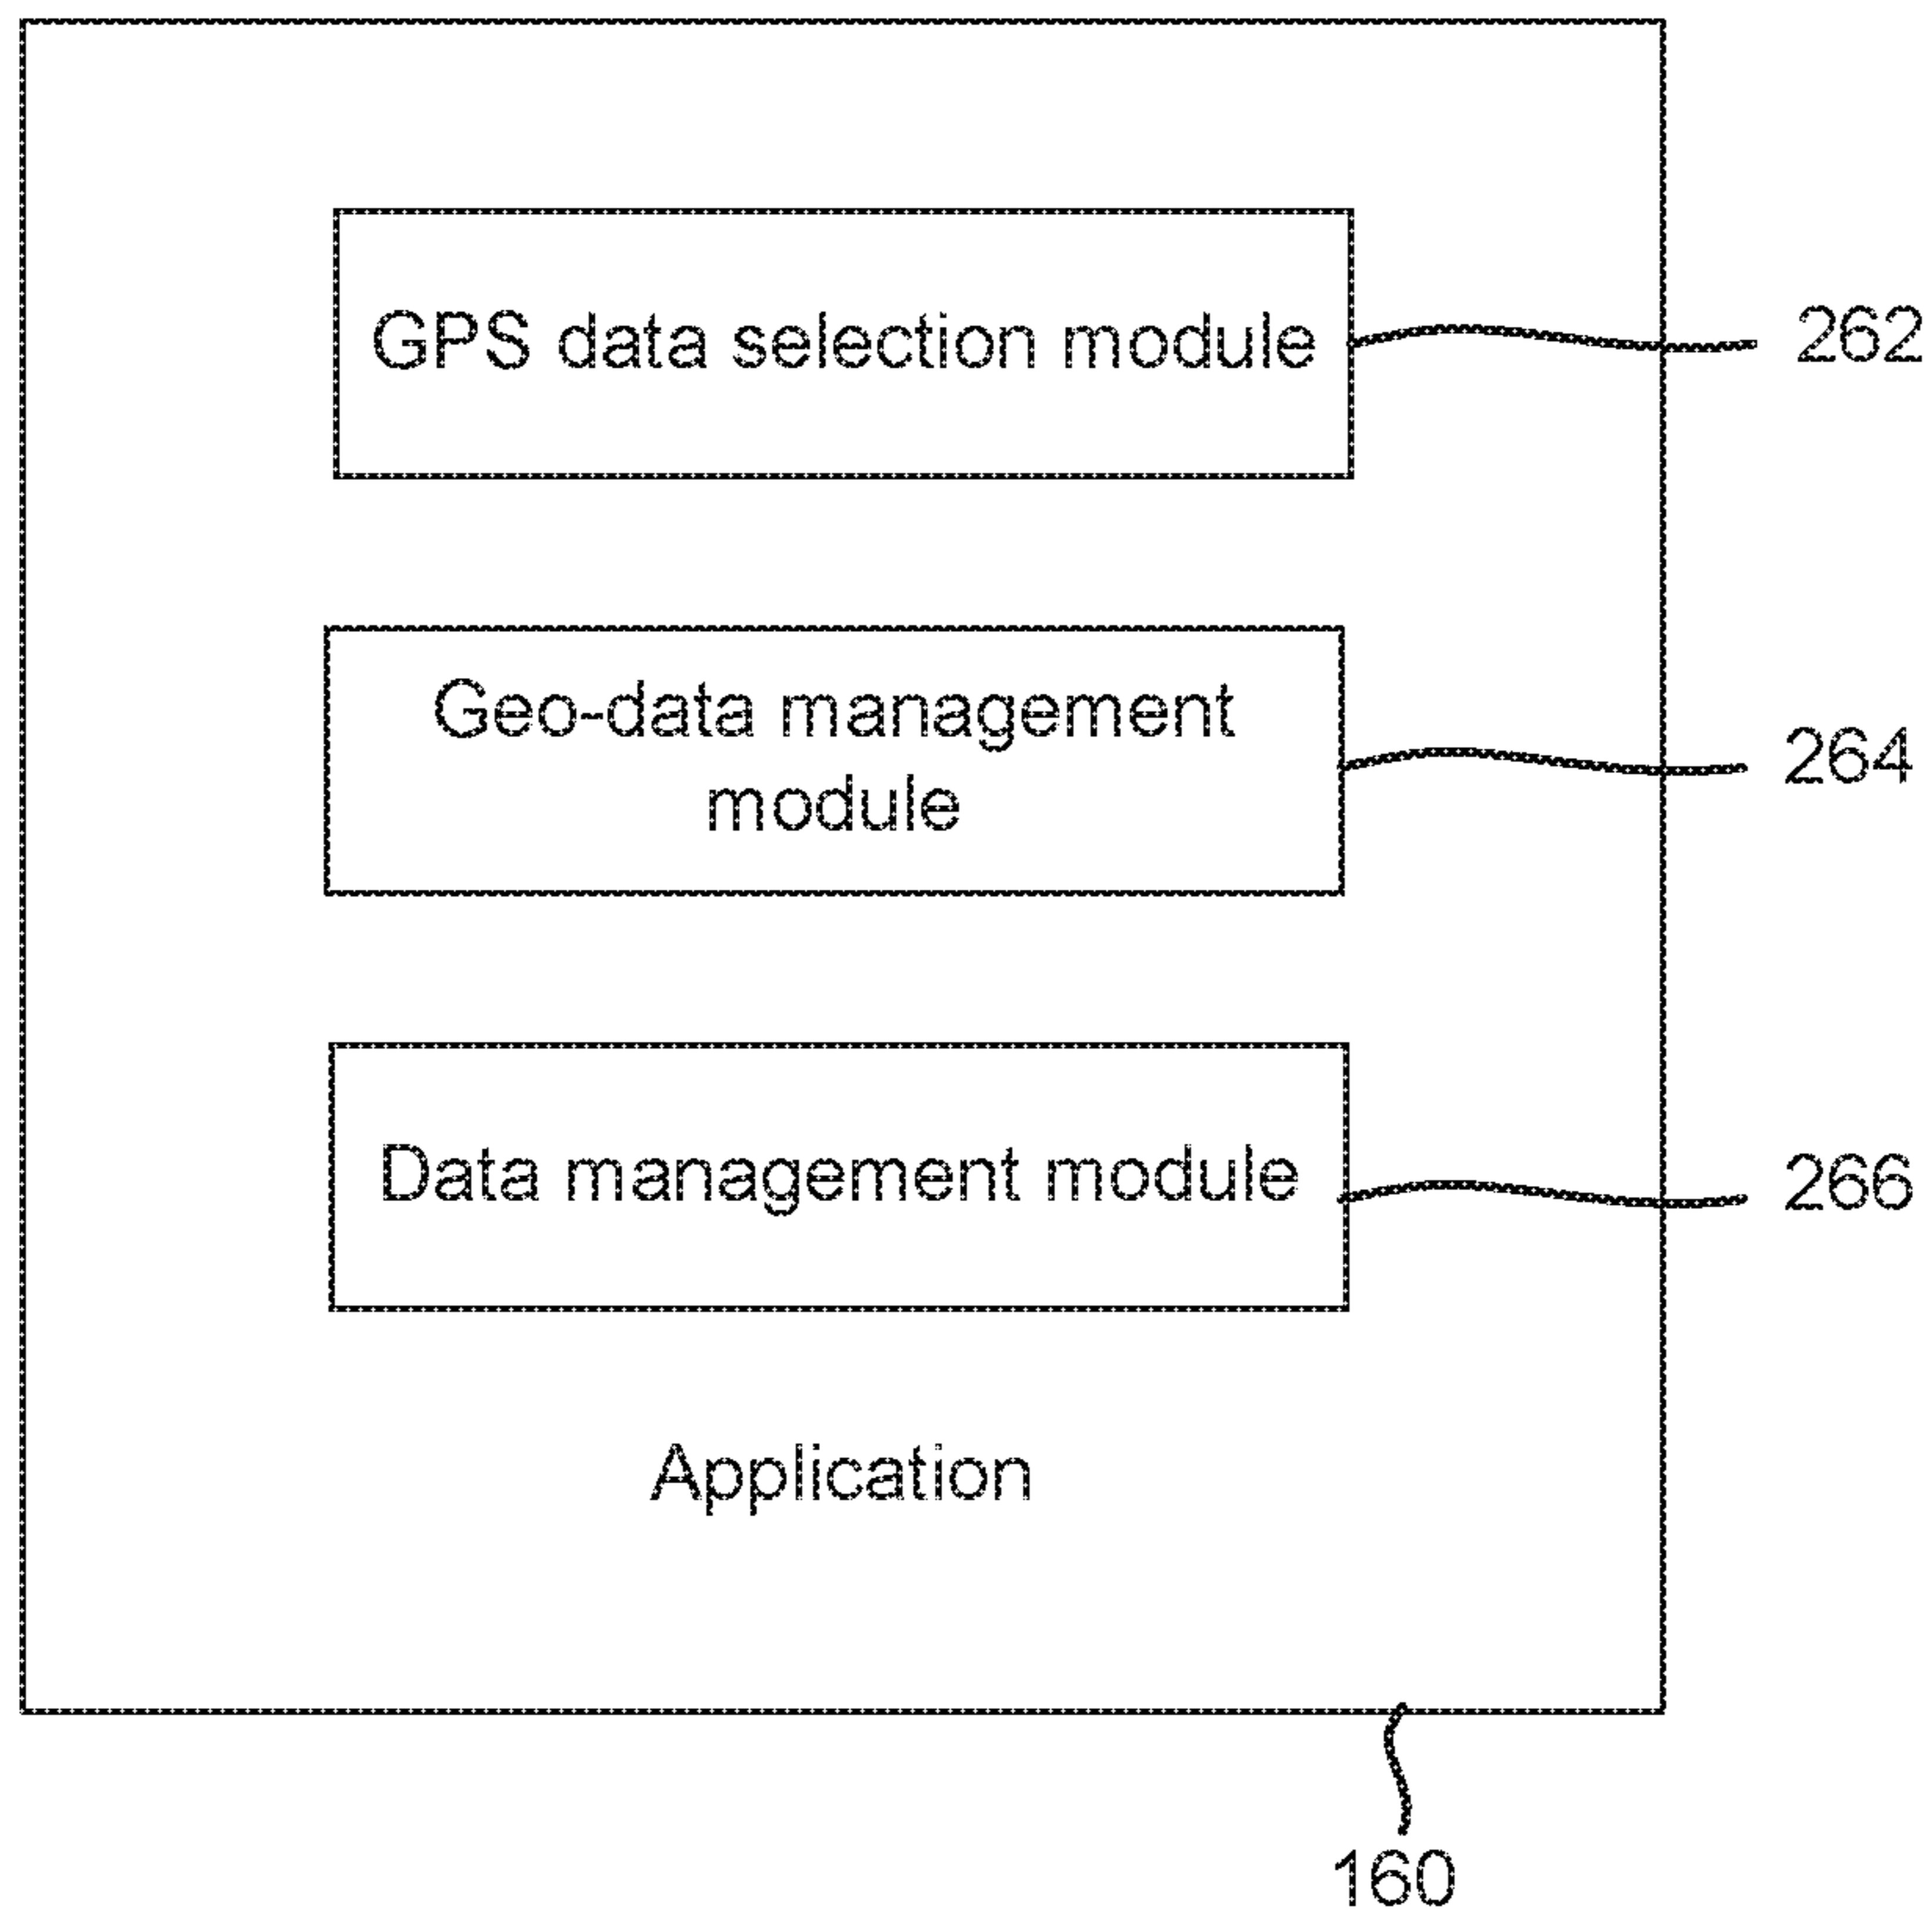 GPS data selection module
262
Geo-data management
module
264
Data management module
266
Application
160